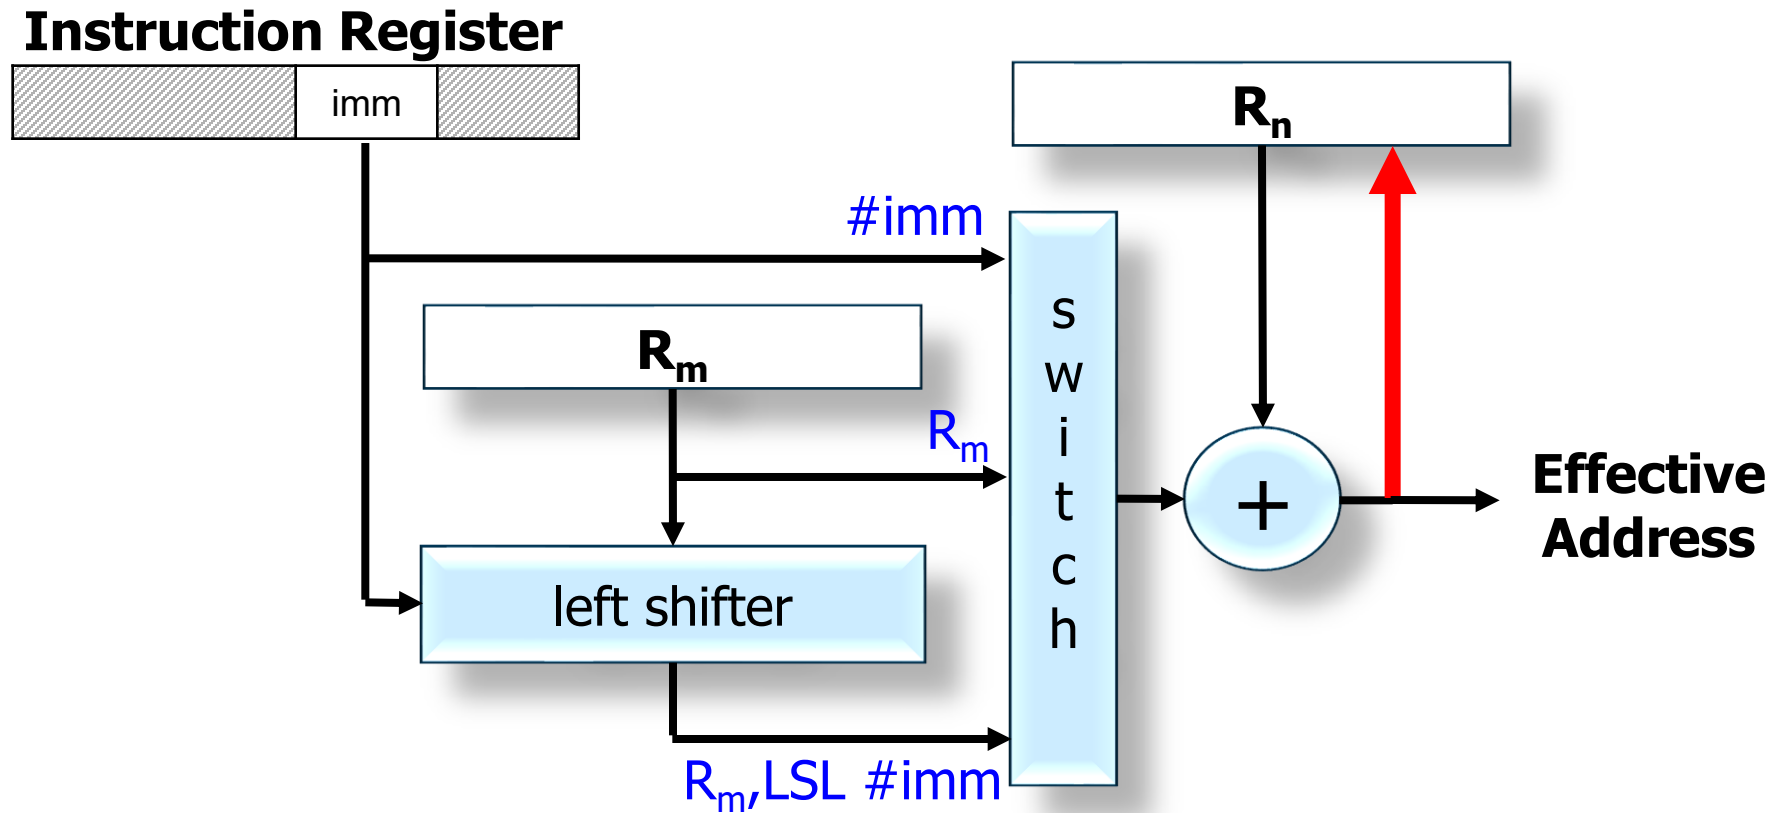 Instruction Register
imm
Rn
#imm
Rm
Rm
switch
+
Effective
Address
left shifter
Rm,LSL #imm